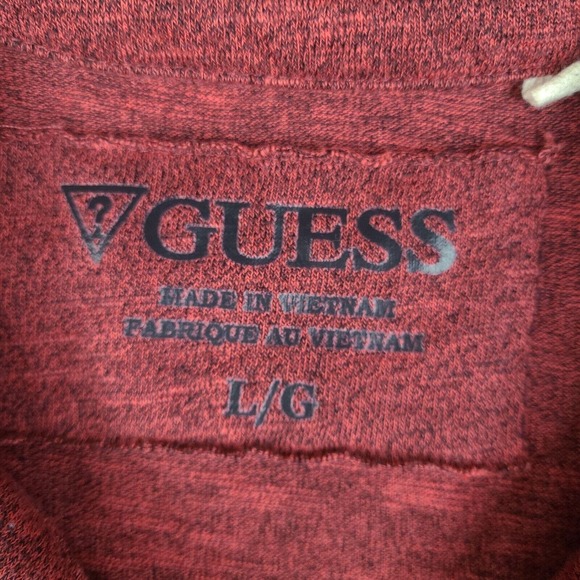 ? GUESS
MADE IN VIETNAM
FABRIQUE AU VIETNAM
L/G